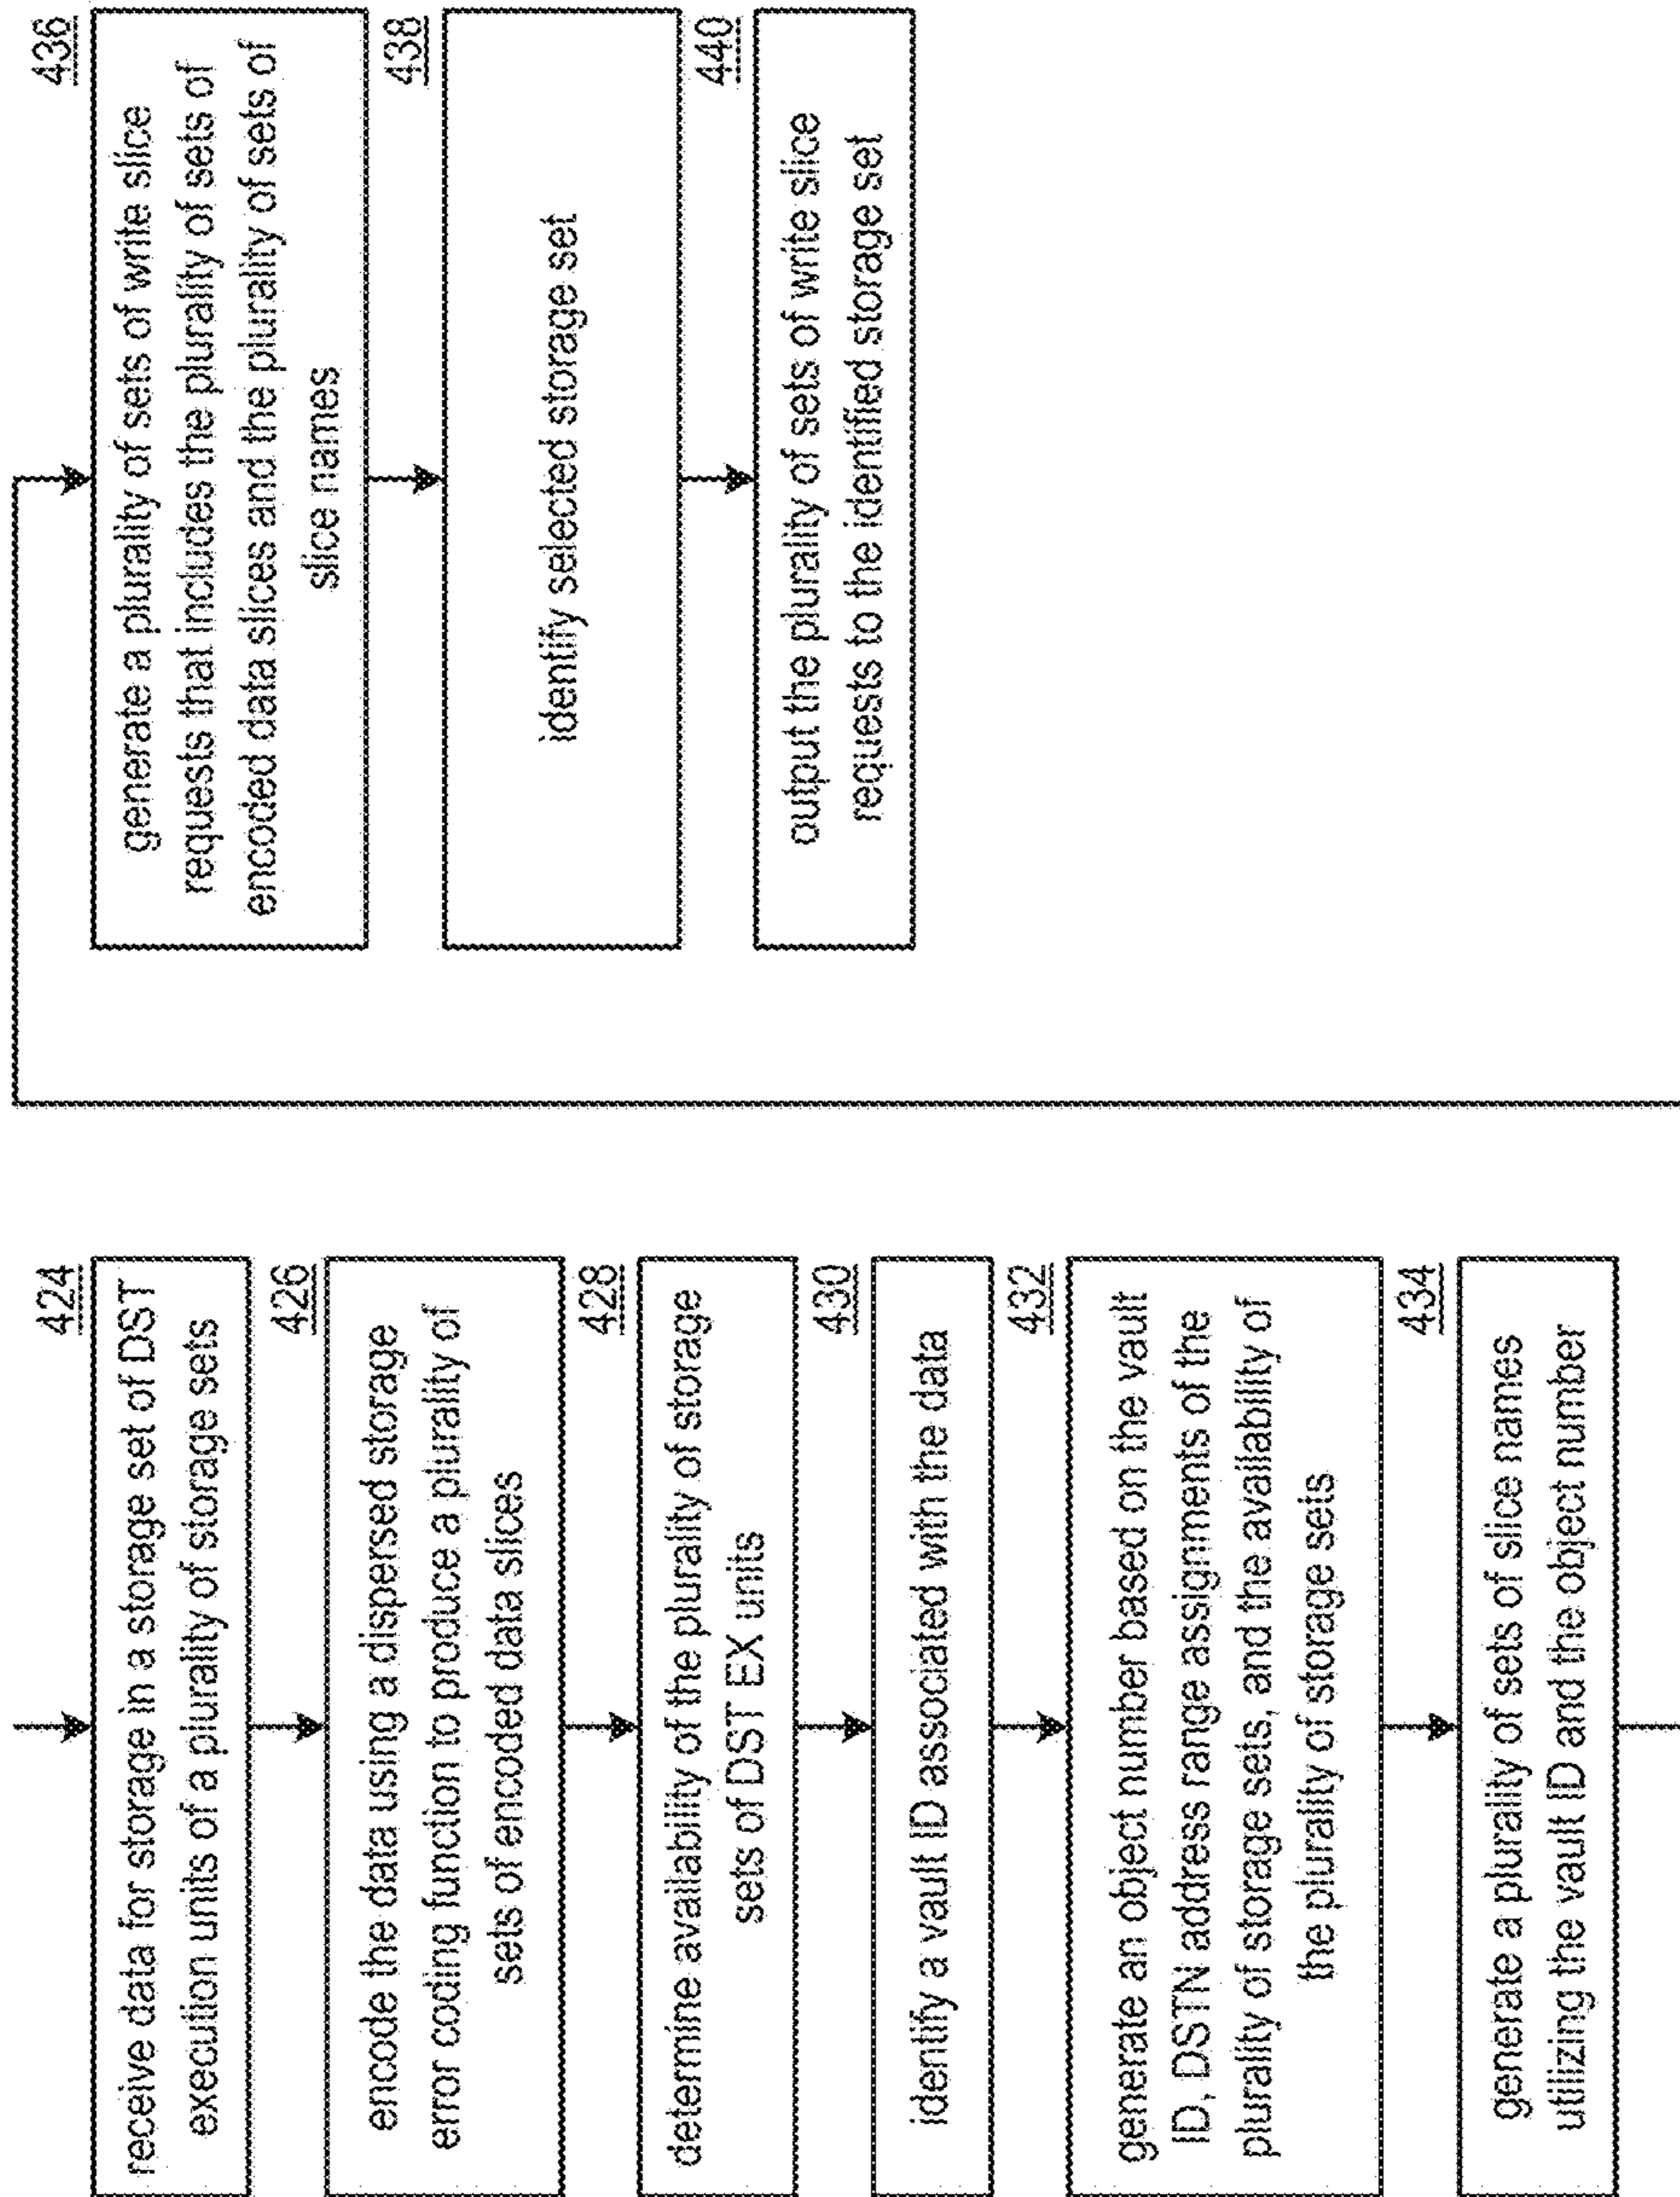 424
receive data for storage in a storage set of DST
execution units of a plurality of storage sets
426
encode the data using a dispersed storage
error coding function to produce a plurality of
sets of encoded data slices
428
determine availability of the plurality of storage
sets of DST EX units
430
identify a vault ID associated with the data
432
generate an object number based on the vault
ID, DSTN address range assignments of the
plurality of storage sets, and the availability of
the plurality of storage sets
434
generate a plurality of sets of slice names
utilizing the vault ID and the object number
436
generate a plurality of sets of write slice
requests that includes the plurality of sets of
encoded data slices and the plurality of sets of
slice names
438
identify selected storage set
440
output the plurality of sets of write slice
requests to the identified storage set